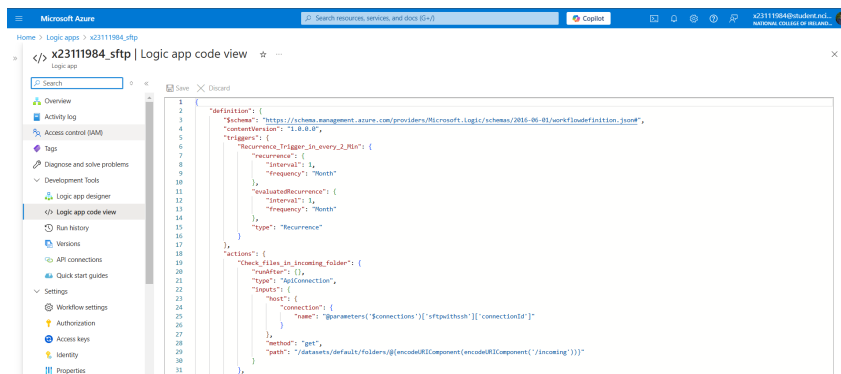 Microsoft Azure
Search resources, services, and docs (G+/)
Copilot
x23111984@student.nci...
NATIONAL COLLEGE OF IRELAND...
Home > Logic apps > x23111984_sftp
x23111984_sftp | Logic app code view
Logic app
Search
Save
Discard
Overview
Activity log
Access control (IAM)
Tags
Diagnose and solve problems
Development Tools
Logic app designer
Logic app code view
Run history
Versions
API connections
Quick start guides
Settings
Workflow settings
Authorization
Access keys
Identity
Properties
1 {
2 "definition": {
3 "$schema": "https://schema.management.azure.com/providers/Microsoft.Logic/schemas/2016-06-01/workflowdefinition.json#",
4 "contentVersion": "1.0.0.0",
5 "triggers": {
6 "Recurrence_Trigger_in_every_2_Min": {
7 "recurrence": {
8 "interval": 1,
9 "frequency": "Month"
10 },
11 "evaluatedRecurrence": {
12 "interval": 1,
13 "frequency": "Month"
14 },
15 "type": "Recurrence"
16 }
17 },
18 "actions": {
19 "Check_files_in_incoming_folder": {
20 "runAfter": {},
21 "type": "ApiConnection",
22 "inputs": {
23 "host": {
24 "connection": {
25 "name": "@parameters('$connections')['sftpwithssh']['connectionId']"
26 }
27 },
28 "method": "get",
29 "path": "/datasets/default/folders/@{encodeURIComponent(encodeURIComponent('/incoming'))}"
30 }
31 },